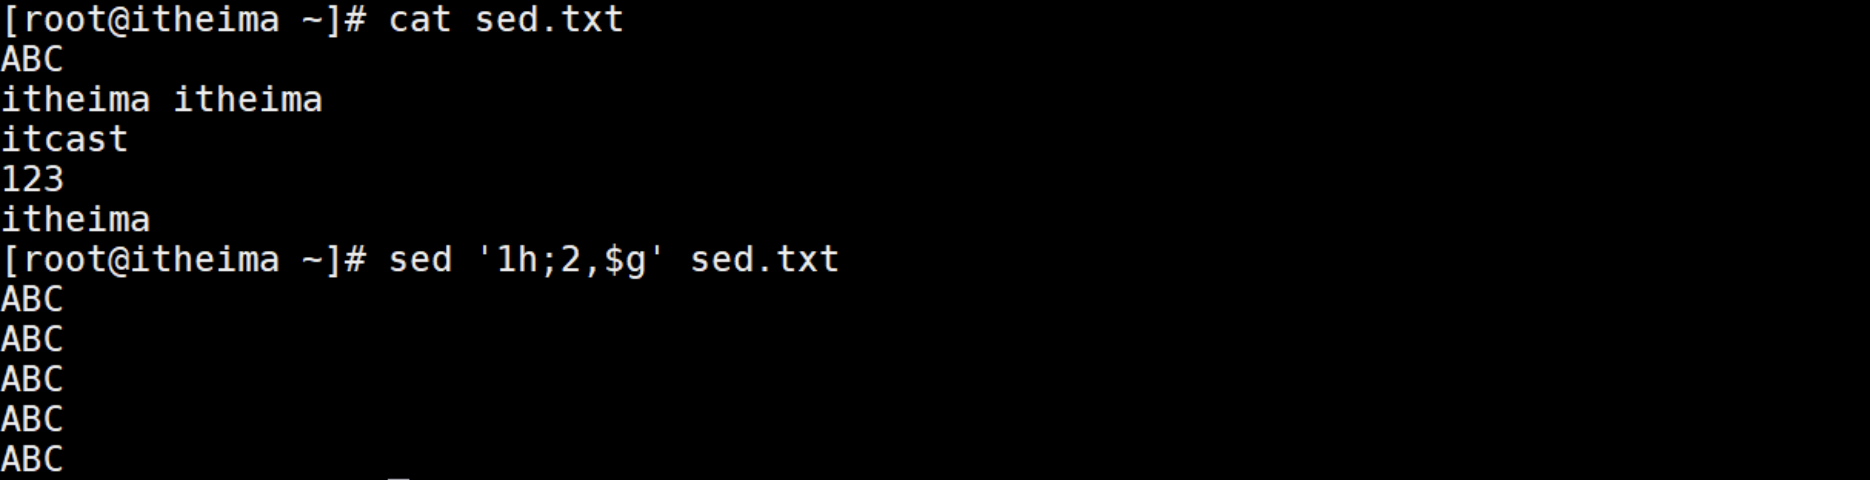 [root@itheima ~]# cat sed.txt
ABC
itheima itheima
itcast
123
itheima
[root@itheima ~]# sed '1h;2,$g' sed.txt
ABC
ABC
ABC
ABC
ABC